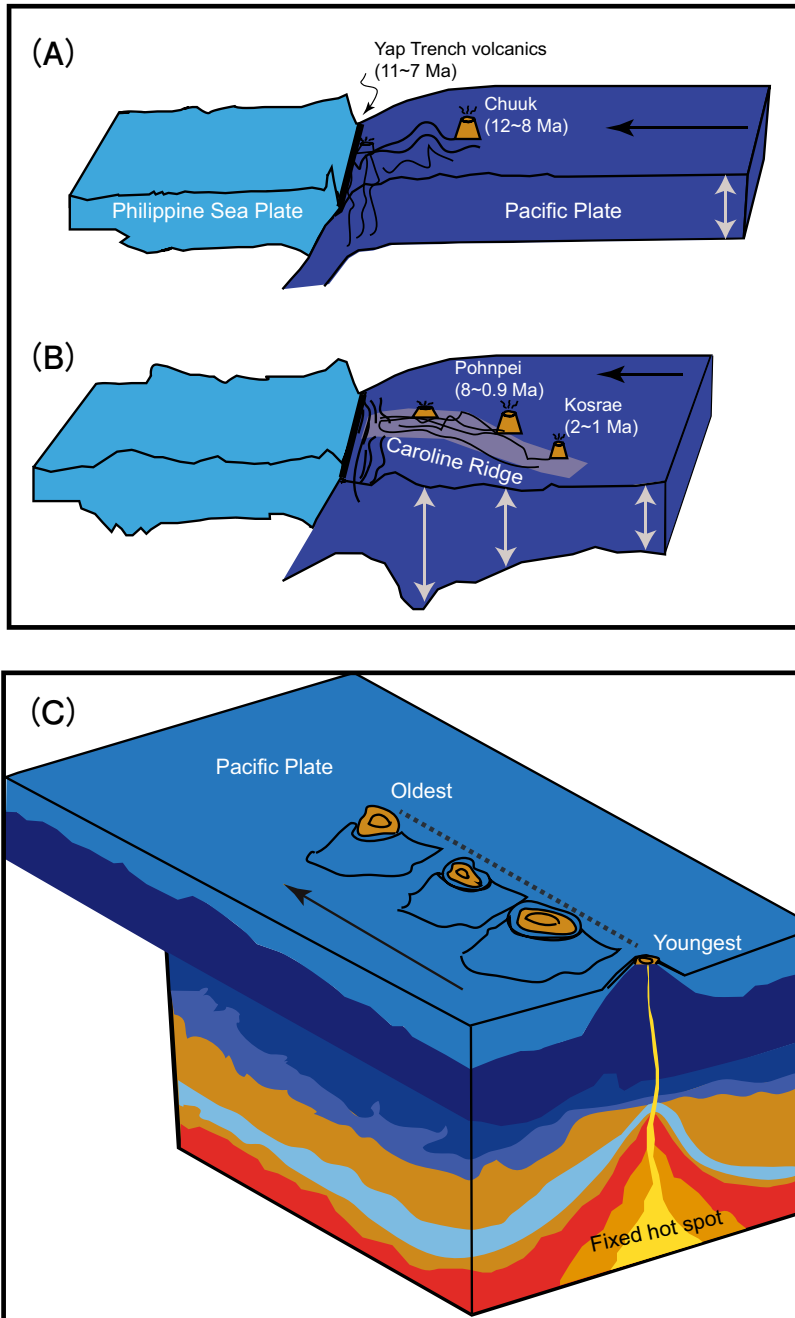 (A)
Yap Trench volcanics
(11~7 Ma)
Chuuk
(12~8 Ma)
Philippine Sea Plate
Pacific Plate
(B)
Pohnpei
(8~0.9 Ma)
Kosrae
(2~1 Ma)
Caroline Ridge
(C)
Pacific Plate
Oldest
Youngest
Fixed hot spot